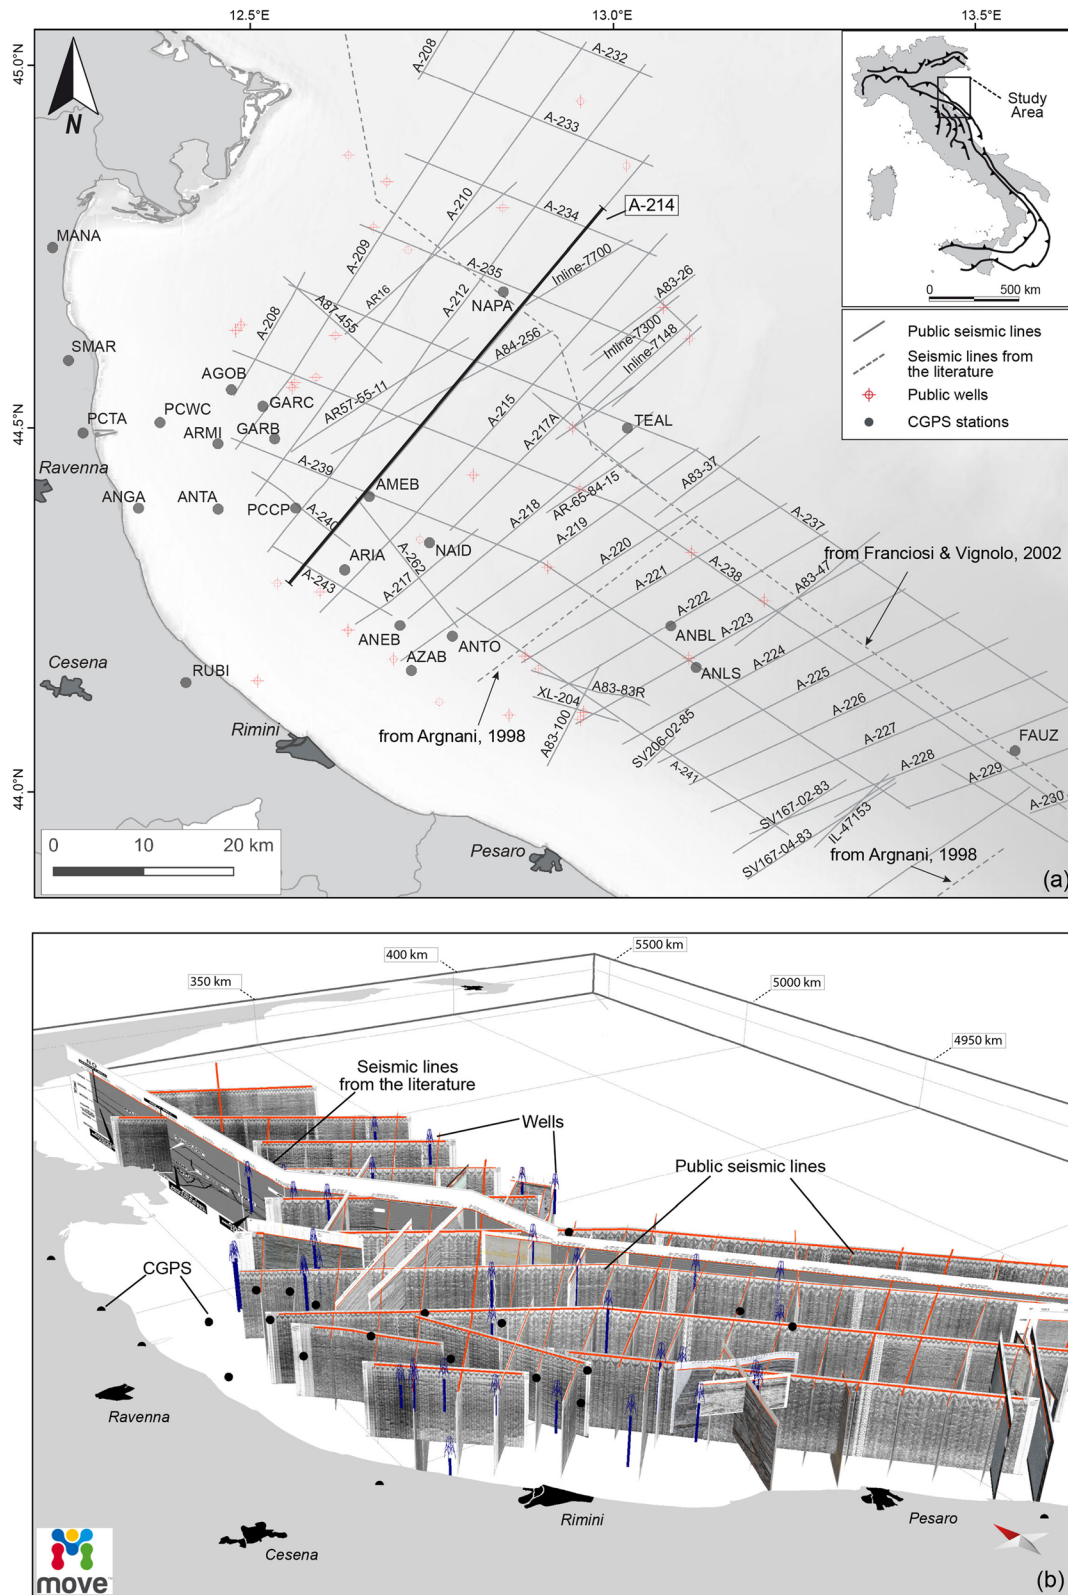 12.5°E
13.0°E
13.5°E
45.0°N
44.5°N
44.0°N
N
A-208
A-232
A-233
A-210
A-234
A-214
A-209
A-235
Inline-7700
MANA
AR16
A-212
NAPA
A83-26
A-208
A87-455
A84-256
Inline-7300
Inline-7148
SMAR
AGOB
GARC
AR57-55-11
A-215
A-217A
TEAL
PCTA
PCWC
ARMI
GARB
A-239
Ravenna
AMEB
A-218
AR-65-84-15
A83-37
ANGA
ANTA
PCCP
A-240
A-219
A-237
ARIA
A-262
NAID
A-220
from Franciosi & Vignolo, 2002
A-243
A-217
A-221
A-238
A83-47
A-222
ANEB
ANTO
ANBL
A-223
Cesena
RUBI
AZAB
ANLS
A-224
A83-83R
XL-204
A-225
Rimini
from Argnani, 1998
A83-100
SV206-02-85
A-226
A-227
FAUZ
A-241
A-228
A-229
SV167-02-83
A-230
IL-47153
0 10 20 km
Pesaro
SV167-04-83
from Argnani, 1998
(a)
Study
Area
0 500 km
Public seismic lines
Seismic lines from
the literature
Public wells
CGPS stations
5500 km
400 km
350 km
5000 km
4950 km
Seismic lines
from the literature
Wells
Public seismic lines
CGPS
Ravenna
Rimini
Pesaro
Cesena
move™
(b)